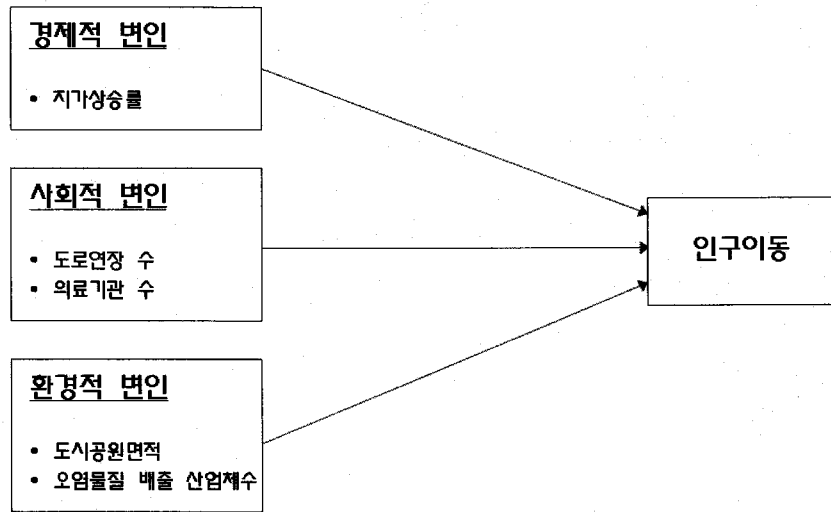 경제적 변인
• 지가상승률
사회적 변인
• 도로연장 수
• 의료기관 수
인구이동
환경적 변인
• 도시공원면적
• 오염물질 배출 산업체수